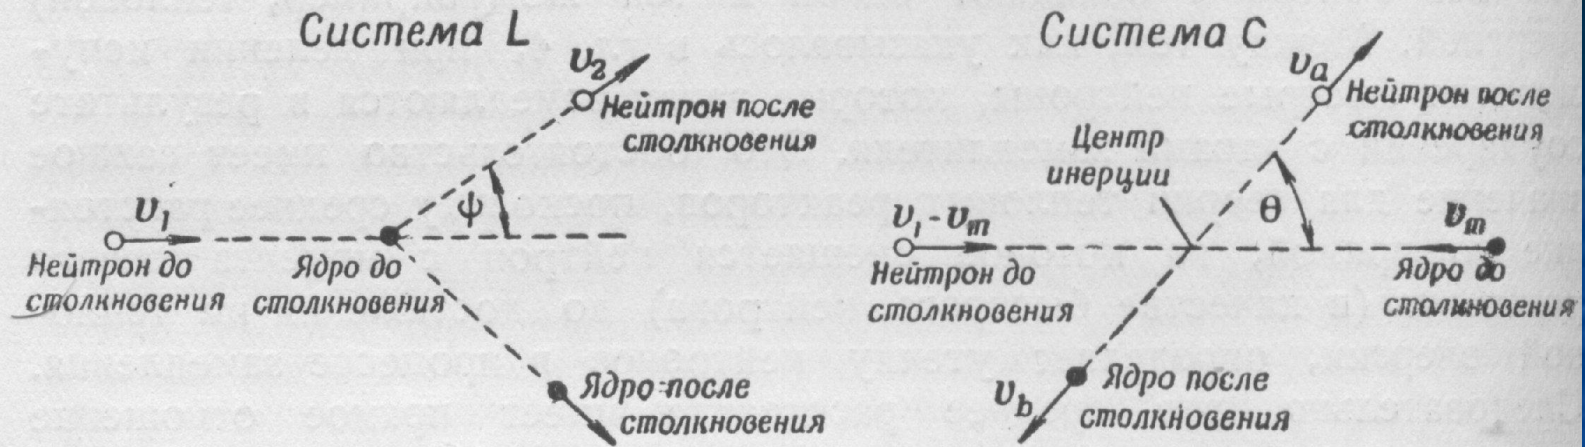 Система L
Система C
υ2
Нейтрон после
столкновения
υa
Нейтрон после
столкновения
Центр
инерции
υ1
ψ
υ1 - υm
θ
υm
Нейтрон до
столкновения
Ядро до
столкновения
Нейтрон до
столкновения
Ядро до
столкновения
Ядро после
столкновения
υb
Ядро после
столкновения